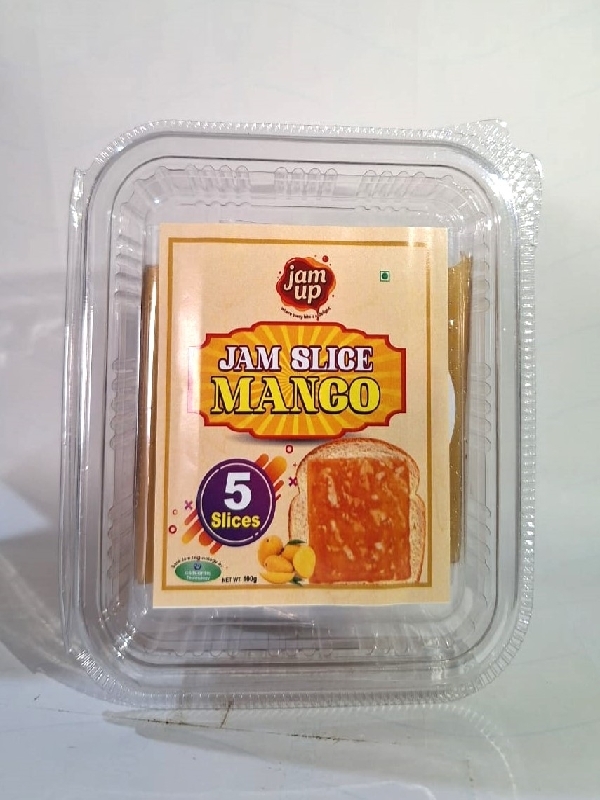 jam
up
JAM SLICE
MANGO
5
Slices
NET WT.